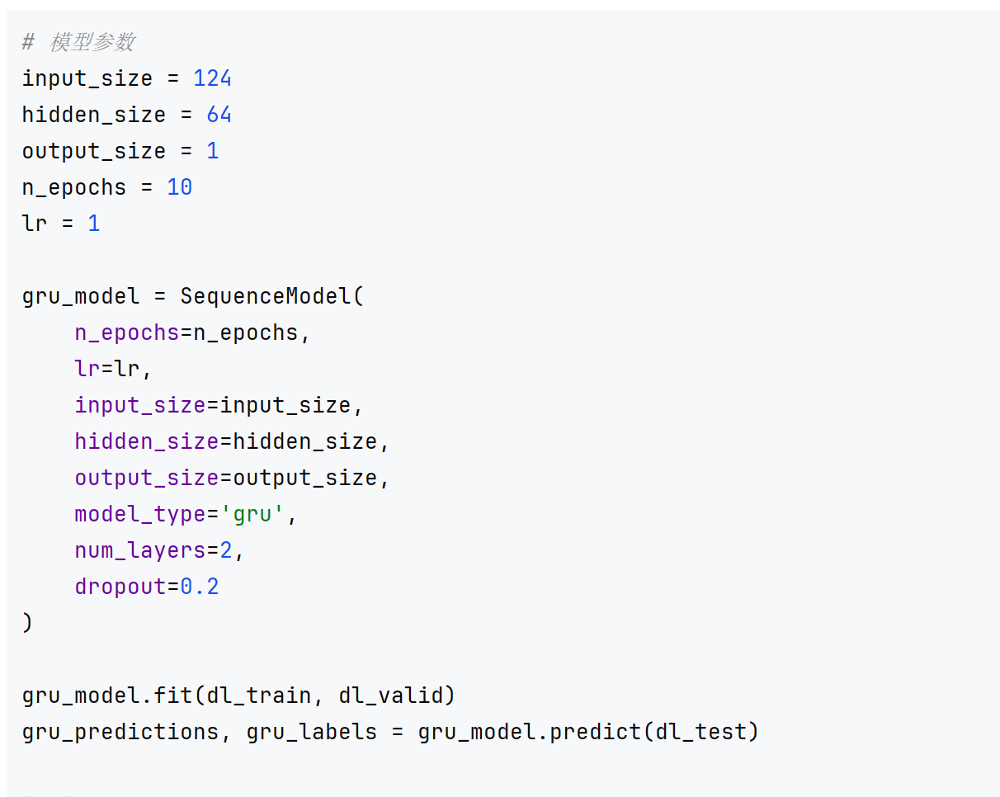 # 模型参数
input_size = 124
hidden_size = 64
output_size = 1
n_epochs = 10
lr = 1
gru_model = SequenceModel(
    n_epochs=n_epochs,
    lr=lr,
    input_size=input_size,
    hidden_size=hidden_size,
    output_size=output_size,
    model_type='gru',
    num_layers=2,
    dropout=0.2
)
gru_model.fit(dl_train, dl_valid)
gru_predictions, gru_labels = gru_model.predict(dl_test)